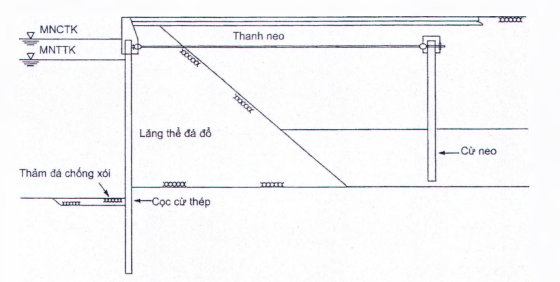 MNCTK
Thanh neo
MNTTK
Lăng thể đá đổ
Cừ neo
Thảm đá chống xói
Cọc cừ thép